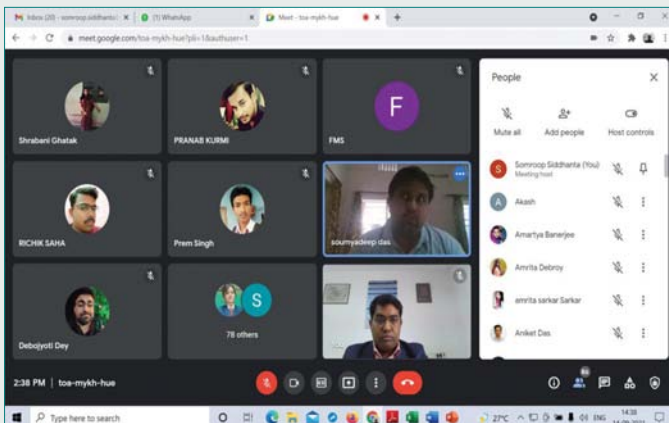 Inbox (20) - somroop.siddhanta
(1) WhatsApp
Meet - toa-mykh-hue
meet.google.com/toa-mykh-hue?pli=1&authuser=1
Shrabani Ghatak
PRANAB KURMI
F
FMS
RICHIK SAHA
Prem Singh
soumyadeep das
Debojyoti Dey
S
78 others
People
Mute all
Add people
Host controls
S
Somroop Siddhanta (You)
Meeting host
A
Akash
Amartya Banerjee
Amrita Debroy
amrita sarkar Sarkar
Aniket Das
2:38 PM | toa-mykh-hue
86
Type here to search
27°C
ENG
14:38